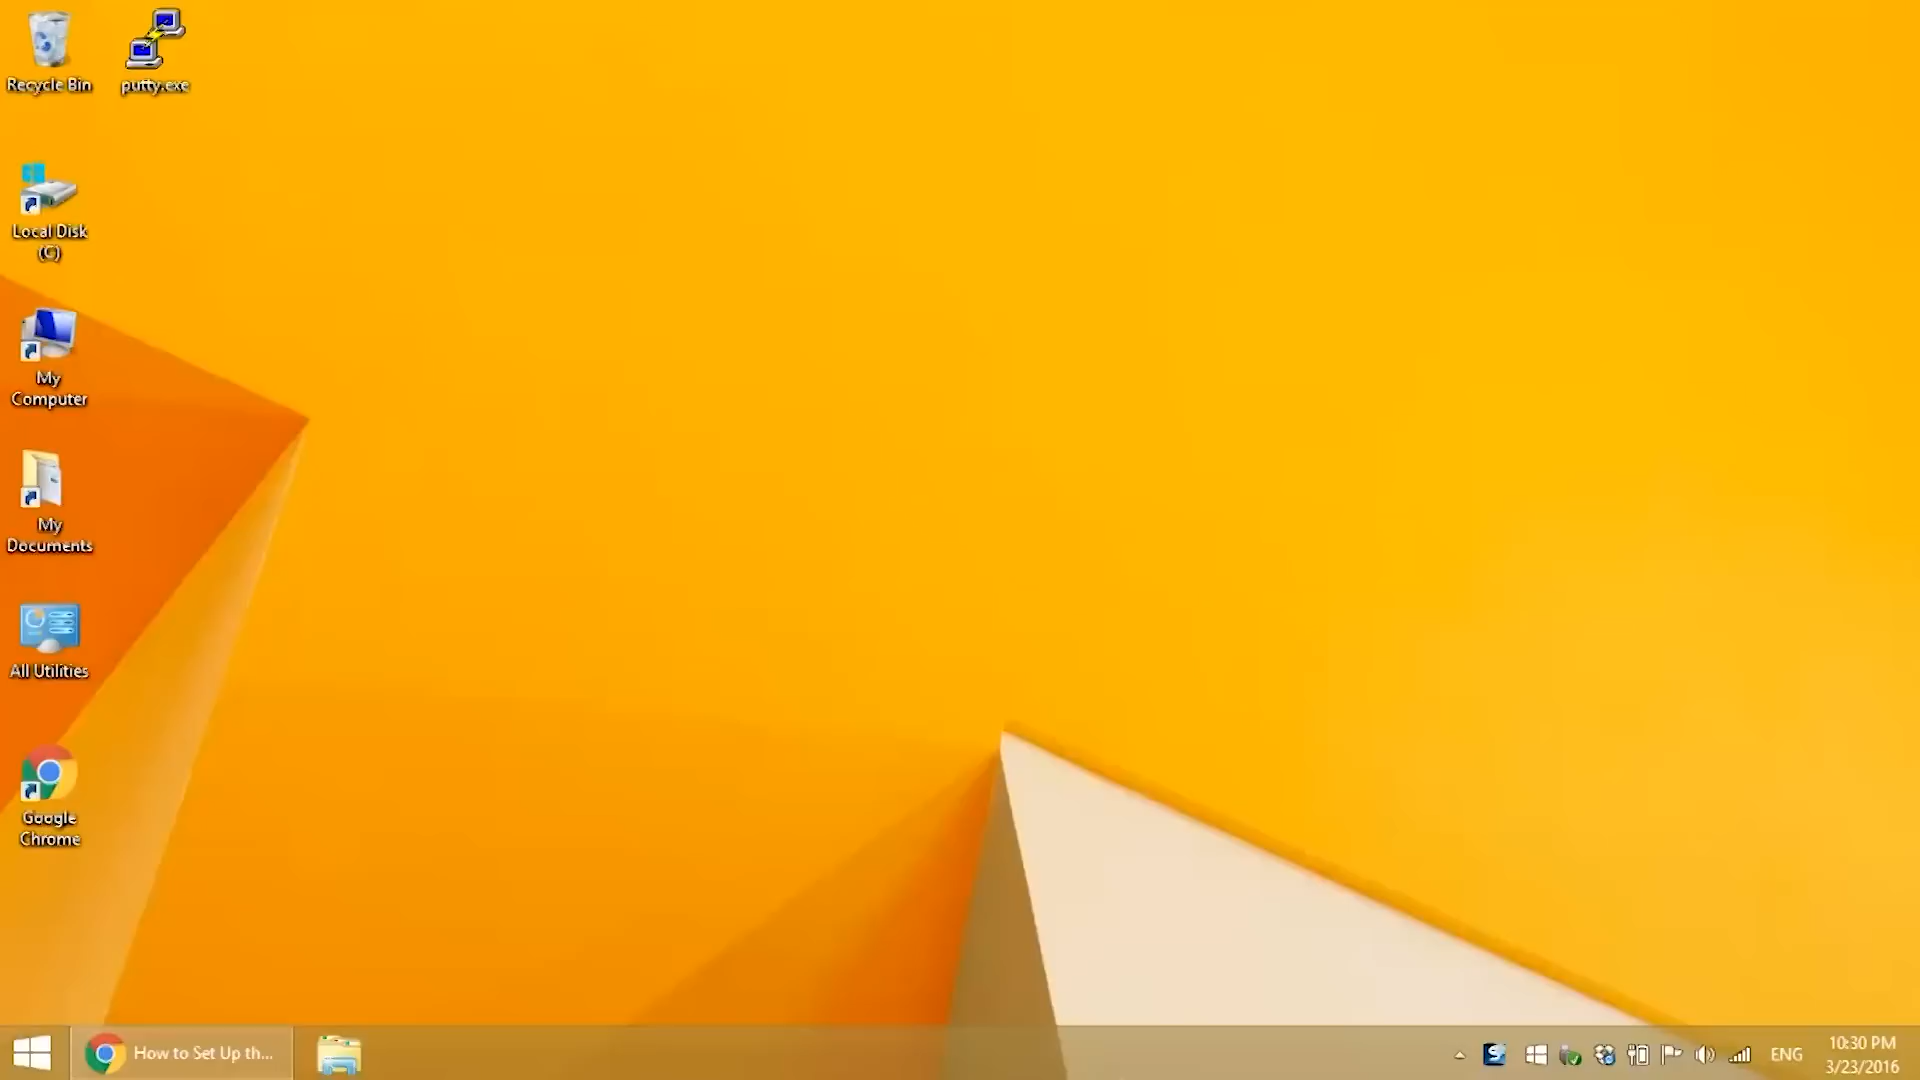 Recycle Bin
putty.exe
Local Disk
(C)
My
Computer
My
Documents
All Utilities
Google
Chrome
How to Set Up th...
ENG
10:30 PM
3/23/2016